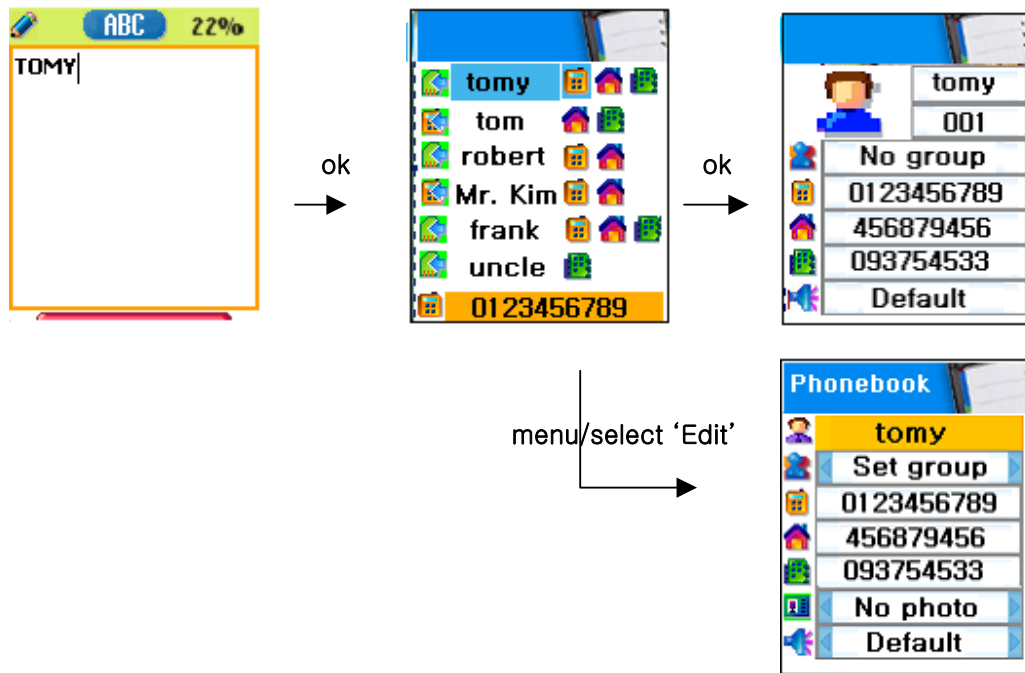 ABC 22%
TOMY
ok
tomy
tom
robert
Mr. Kim
frank
uncle
0123456789
ok
tomy
001
No group
0123456789
456879456
093754533
Default
menu/select ‘Edit’
Phonebook
tomy
Set group
0123456789
456879456
093754533
No photo
Default